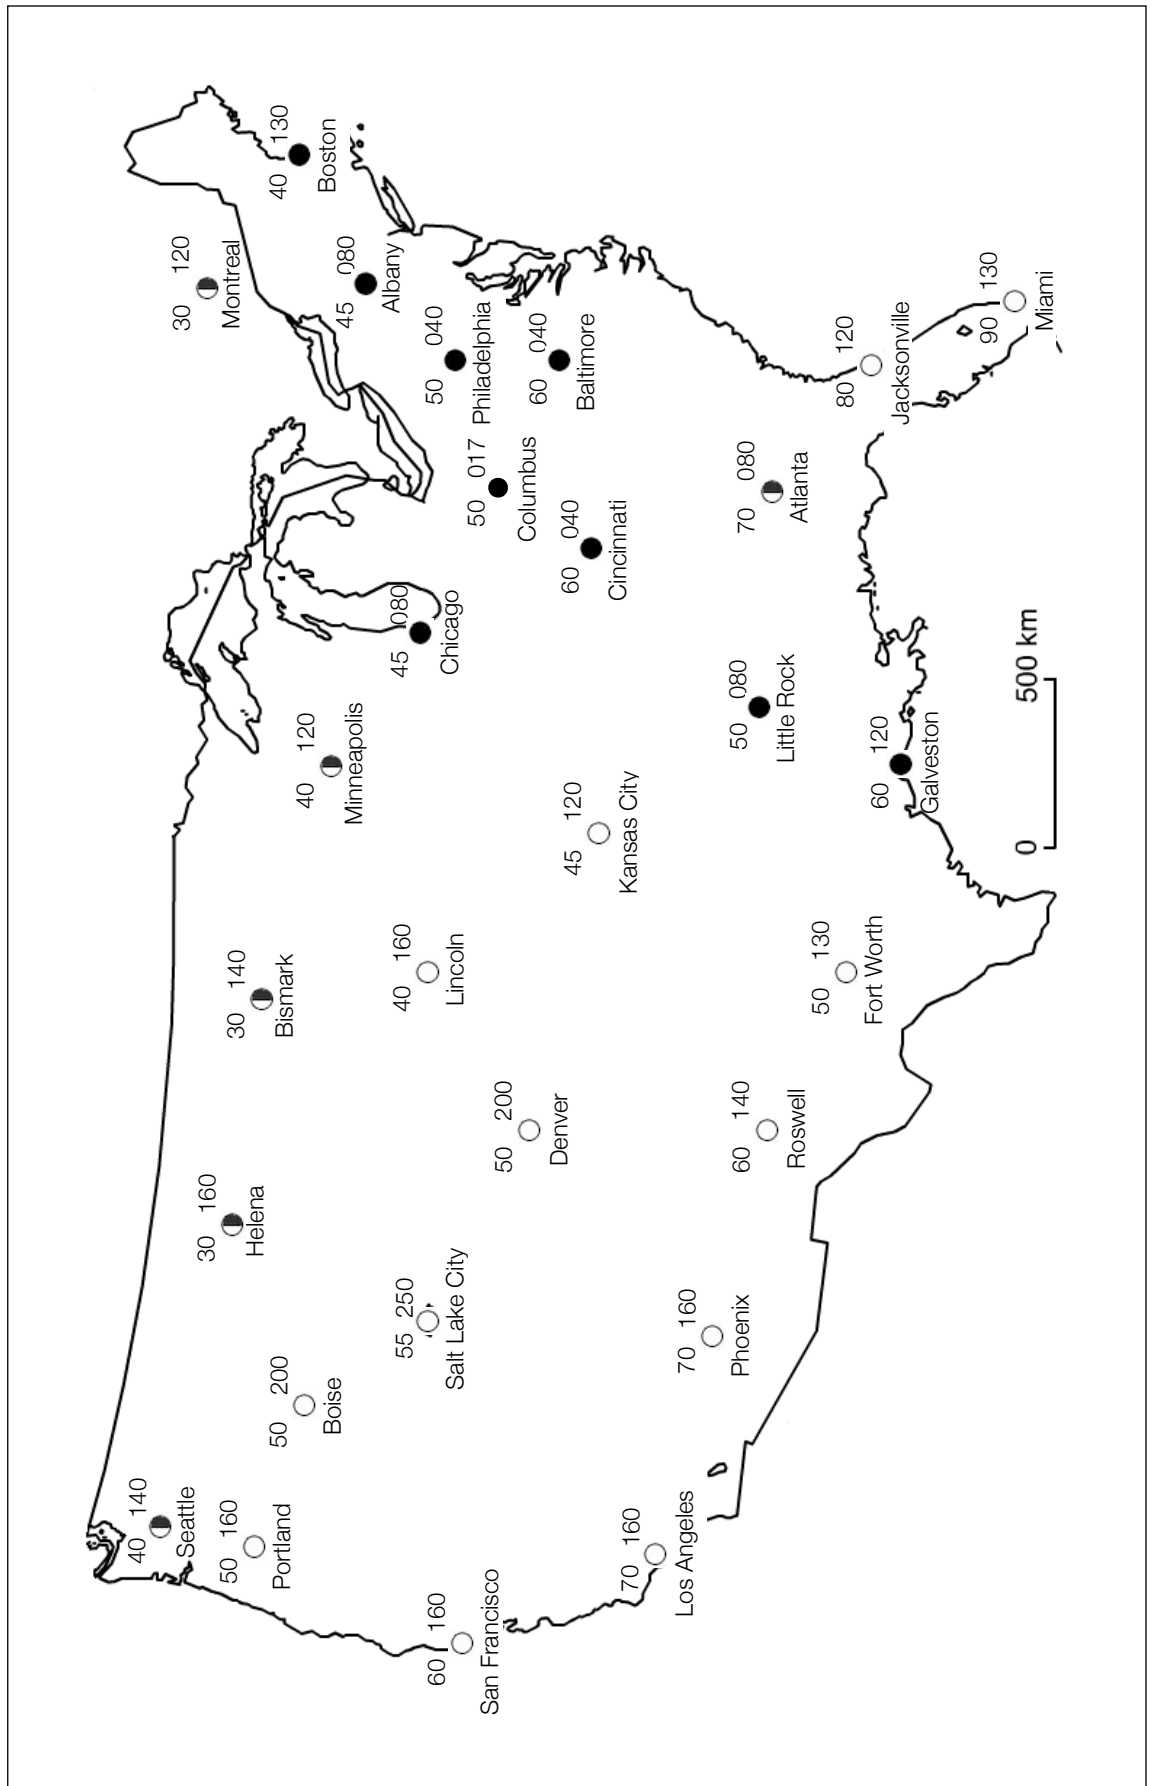 40 140
Seattle
50 160
Portland
60 160
San Francisco
50 200
Boise
55 250
Salt Lake City
70 160
Los Angeles
70 160
Phoenix
30 160
Helena
50 200
Denver
60 140
Roswell
30 140
Bismark
40 160
Lincoln
50 130
Fort Worth
40 120
Minneapolis
45 120
Kansas City
50 080
Little Rock
60 120
Galveston
45 080
Chicago
60 040
Cincinnati
50 017
Columbus
70 080
Atlanta
30 120
Montreal
40 130
Boston
45 080
Albany
50 040
Philadelphia
60 040
Baltimore
80 120
Jacksonville
90 130
Miami
0 500 km